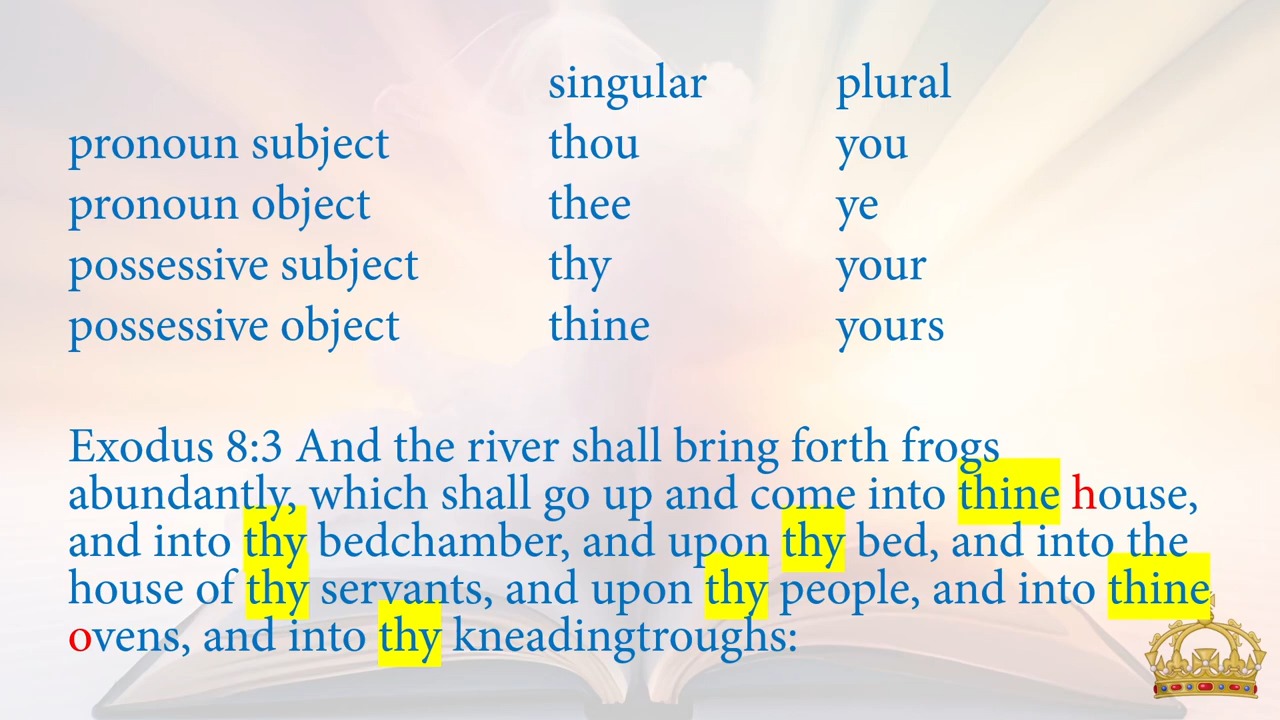 singular plural
pronoun subject thou you
pronoun object thee ye
possessive subject thy your
possessive object thine yours
Exodus 8:3 And the river shall bring forth frogs
abundantly, which shall go up and come into thine house,
and into thy bedchamber, and upon thy bed, and into the
house of thy servants, and upon thy people, and into thine
ovens, and into thy kneadingtroughs: